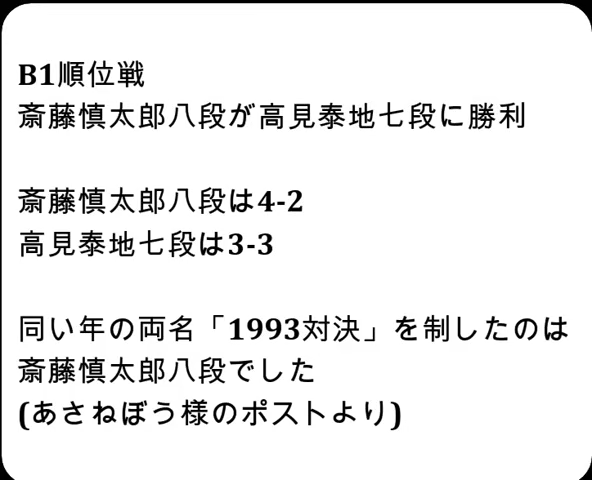 B1順位戦
斎藤慎太郎八段が高見泰地七段に勝利
斎藤慎太郎八段は4-2
高見泰地七段は3-3
同い年の両名「1993対決」を制したのは
斎藤慎太郎八段でした
(あさねぼう様のポストより)